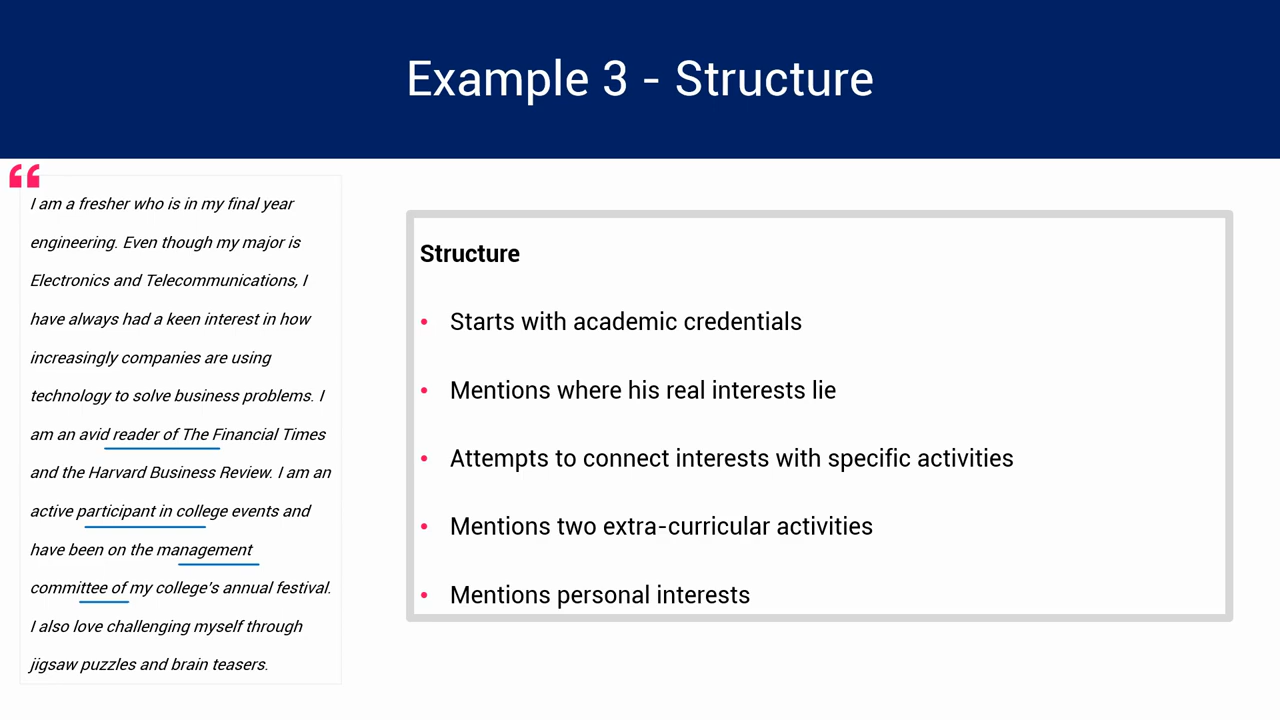 Example 3 - Structure
“
I am a fresher who is in my final year
engineering. Even though my major is
Electronics and Telecommunications, I
have always had a keen interest in how
increasingly companies are using
technology to solve business problems. I
am an avid reader of The Financial Times
and the Harvard Business Review. I am an
active participant in college events and
have been on the management
committee of my college's annual festival.
I also love challenging myself through
jigsaw puzzles and brain teasers.
Structure
• Starts with academic credentials
• Mentions where his real interests lie
• Attempts to connect interests with specific activities
• Mentions two extra-curricular activities
• Mentions personal interests